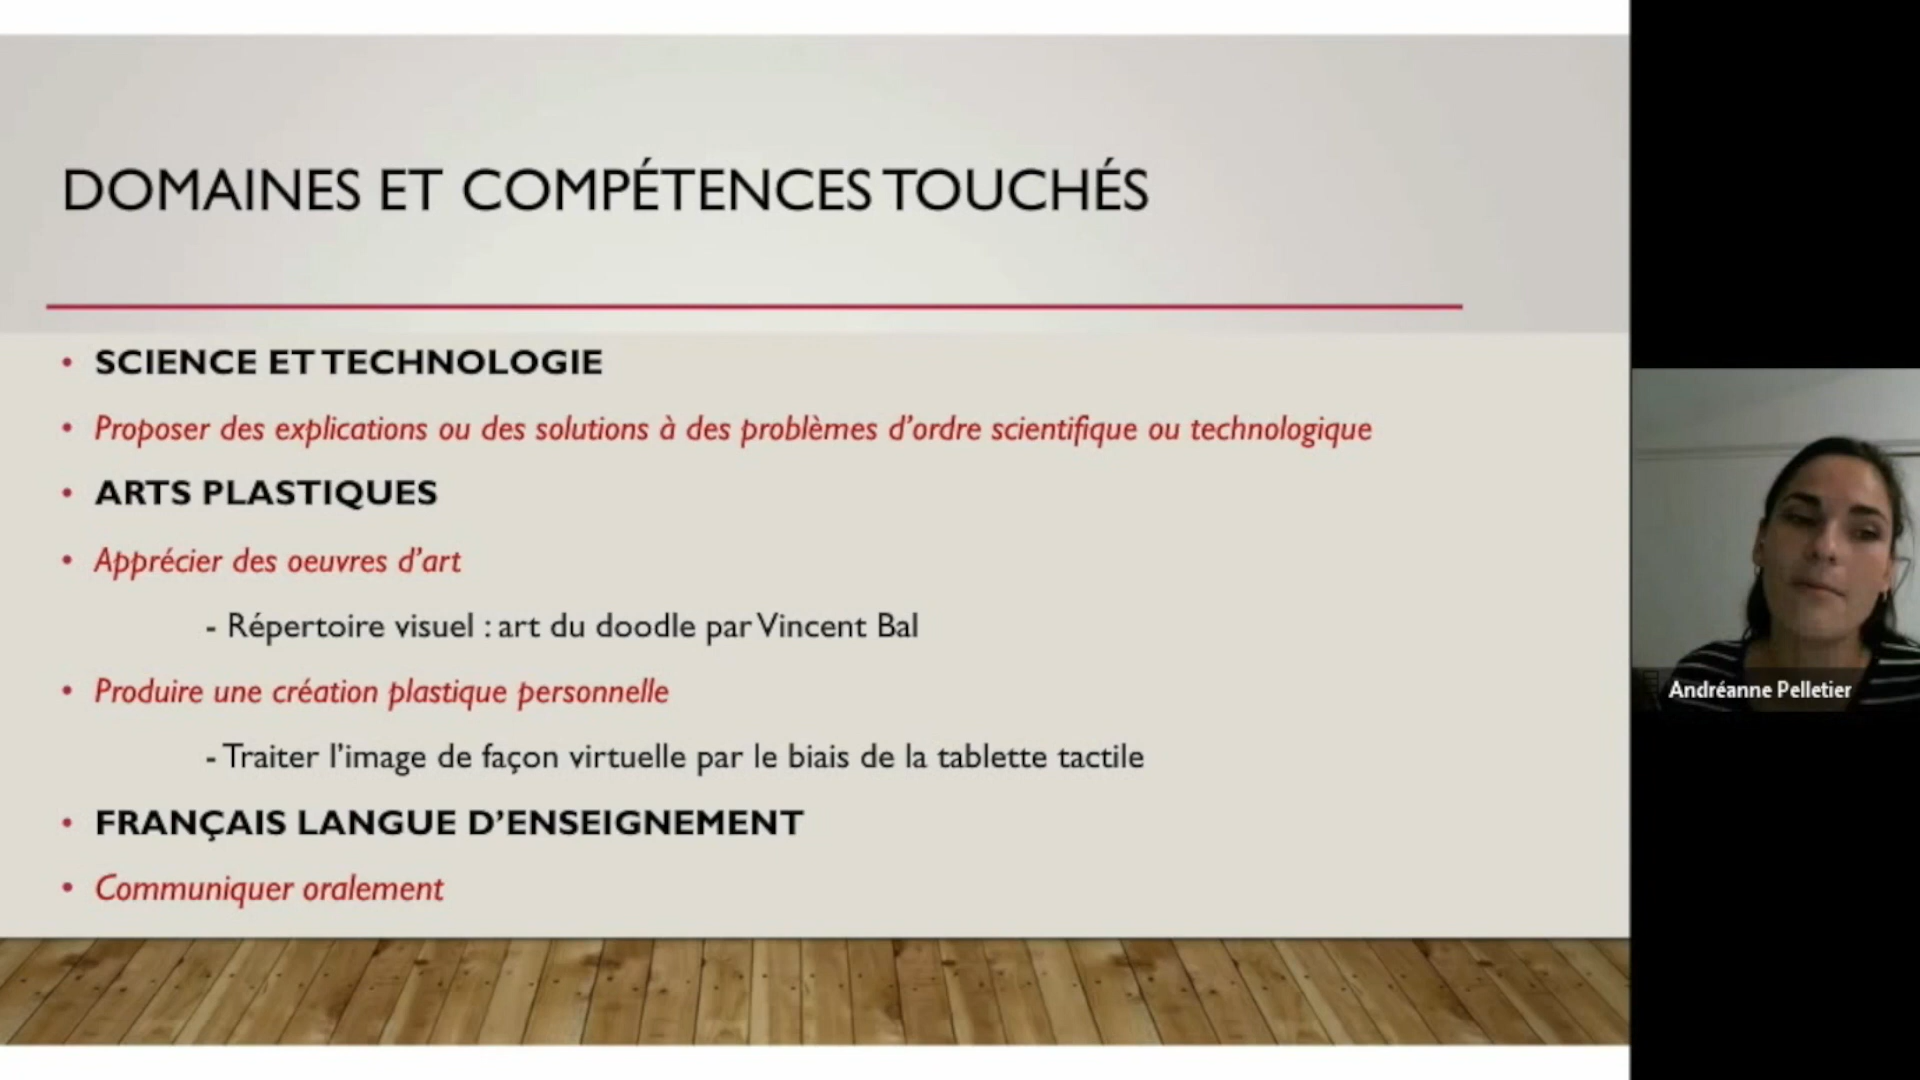 DOMAINES ET COMPÉTENCES TOUCHÉS
• SCIENCE ET TECHNOLOGIE
• Proposer des explications ou des solutions à des problèmes d’ordre scientifique ou technologique
• ARTS PLASTIQUES
• Apprécier des oeuvres d’art
- Répertoire visuel : art du doodle par Vincent Bal
• Produire une création plastique personnelle
- Traiter l’image de façon virtuelle par le biais de la tablette tactile
• FRANÇAIS LANGUE D’ENSEIGNEMENT
• Communiquer oralement
Andréanne Pelletier